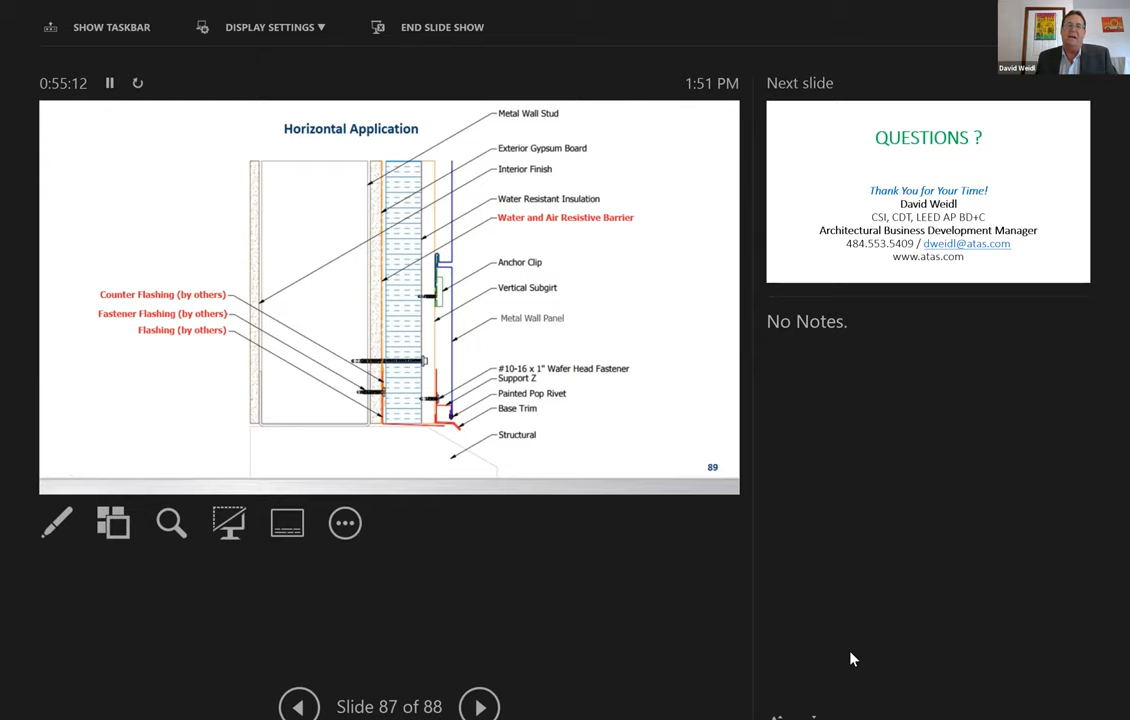 SHOW TASKBAR
DISPLAY SETTINGS ▼
END SLIDE SHOW
David Weidl
0:55:12
1:51 PM
Next slide
Horizontal Application
Metal Wall Stud
Exterior Gypsum Board
Interior Finish
Water Resistant Insulation
Water and Air Resistive Barrier
Anchor Clip
Vertical Subgirt
Metal Wall Panel
Counter Flashing (by others)
Fastener Flashing (by others)
Flashing (by others)
#10-16 x 1" Wafer Head Fastener
Support Z
Painted Pop Rivet
Base Trim
Structural
89
QUESTIONS ?
Thank You for Your Time!
David Weidl
CSI, CDT, LEED AP BD+C
Architectural Business Development Manager
484.553.5409 / dweidl@atas.com
www.atas.com
No Notes.
Slide 87 of 88